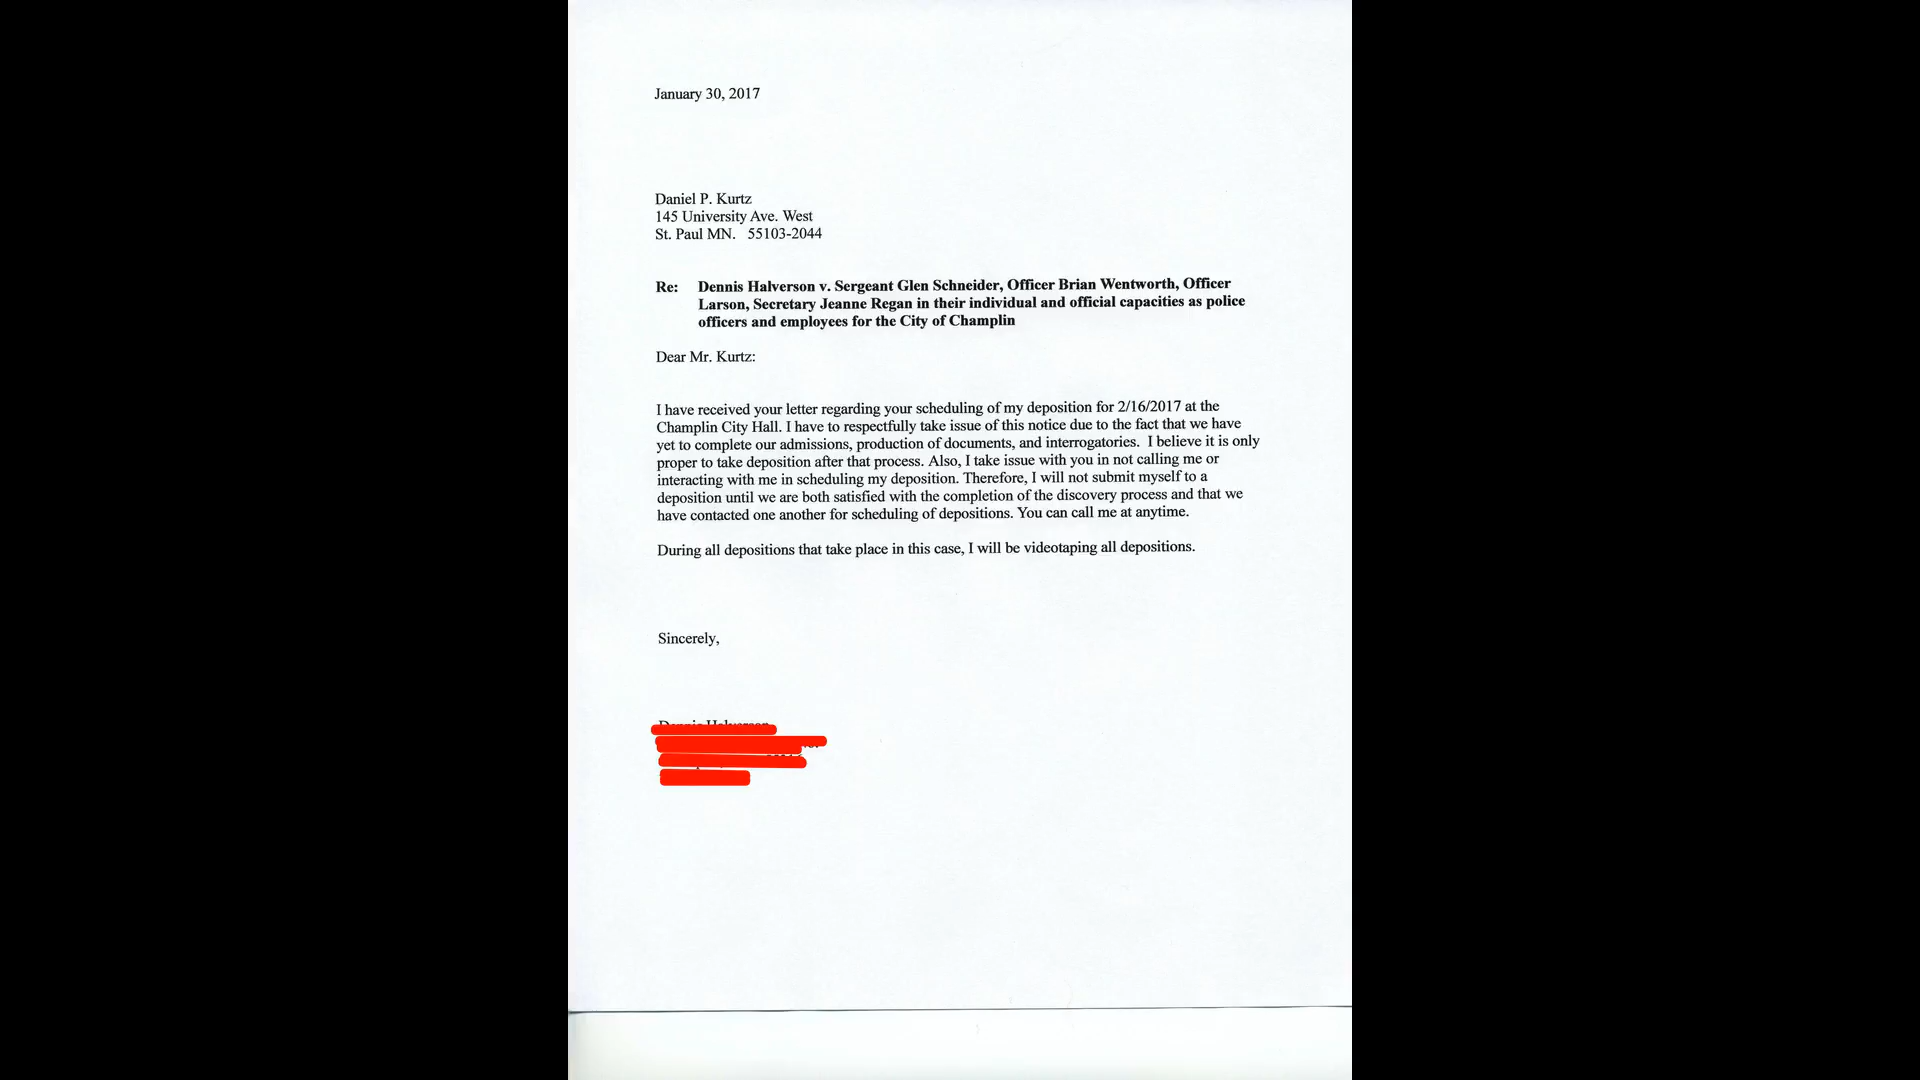 January 30, 2017
Daniel P. Kurtz
145 University Ave. West
St. Paul MN. 55103-2044
Re: Dennis Halverson v. Sergeant Glen Schneider, Officer Brian Wentworth, Officer
Larson, Secretary Jeanne Regan in their individual and official capacities as police
officers and employees for the City of Champlin
Dear Mr. Kurtz:
I have received your letter regarding your scheduling of my deposition for 2/16/2017 at the
Champlin City Hall. I have to respectfully take issue of this notice due to the fact that we have
yet to complete our admissions, production of documents, and interrogatories. I believe it is only
proper to take deposition after that process. Also, I take issue with you in not calling me or
interacting with me in scheduling my deposition. Therefore, I will not submit myself to a
deposition until we are both satisfied with the completion of the discovery process and that we
have contacted one another for scheduling of depositions. You can call me at anytime.
During all depositions that take place in this case, I will be videotaping all depositions.
Sincerely,